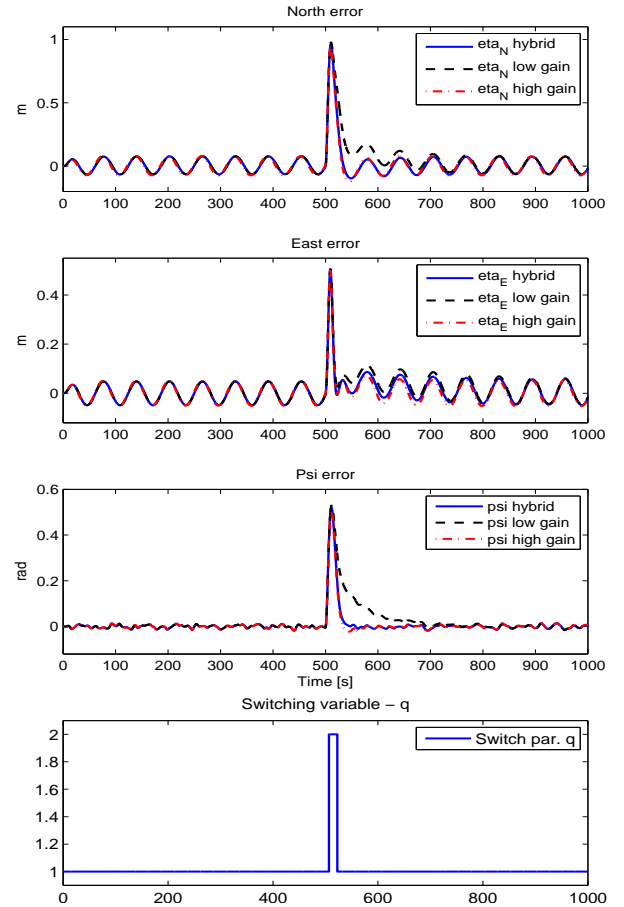 North error
m
1
0.5
0
eta_N hybrid
eta_N low gain
eta_N high gain
0 100 200 300 400 500 600 700 800 900 1000
East error
m
0.4
0.2
0
eta_E hybrid
eta_E low gain
eta_E high gain
0 100 200 300 400 500 600 700 800 900 1000
Psi error
rad
0.6
0.4
0.2
0
psi hybrid
psi low gain
psi high gain
0 100 200 300 400 500 600 700 800 900 1000
Time [s]
Switching variable − q
2
1.8
1.6
1.4
1.2
1
Switch par. q
0 200 400 600 800 1000